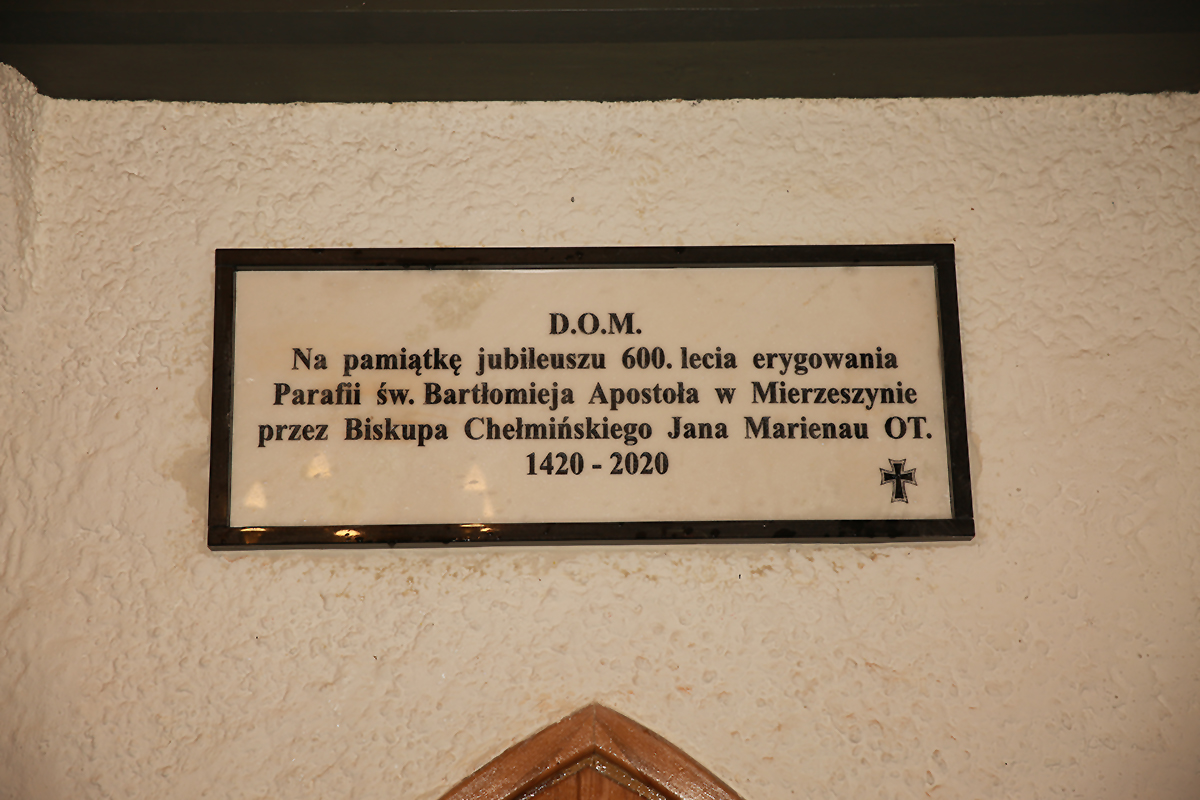 D.O.M.
Na pamiątkę jubileuszu 600. lecia erygowania
Parafii św. Bartłomieja Apostoła w Mierzeszynie
przez Biskupa Chełmińskiego Jana Marienau OT.
1420 - 2020